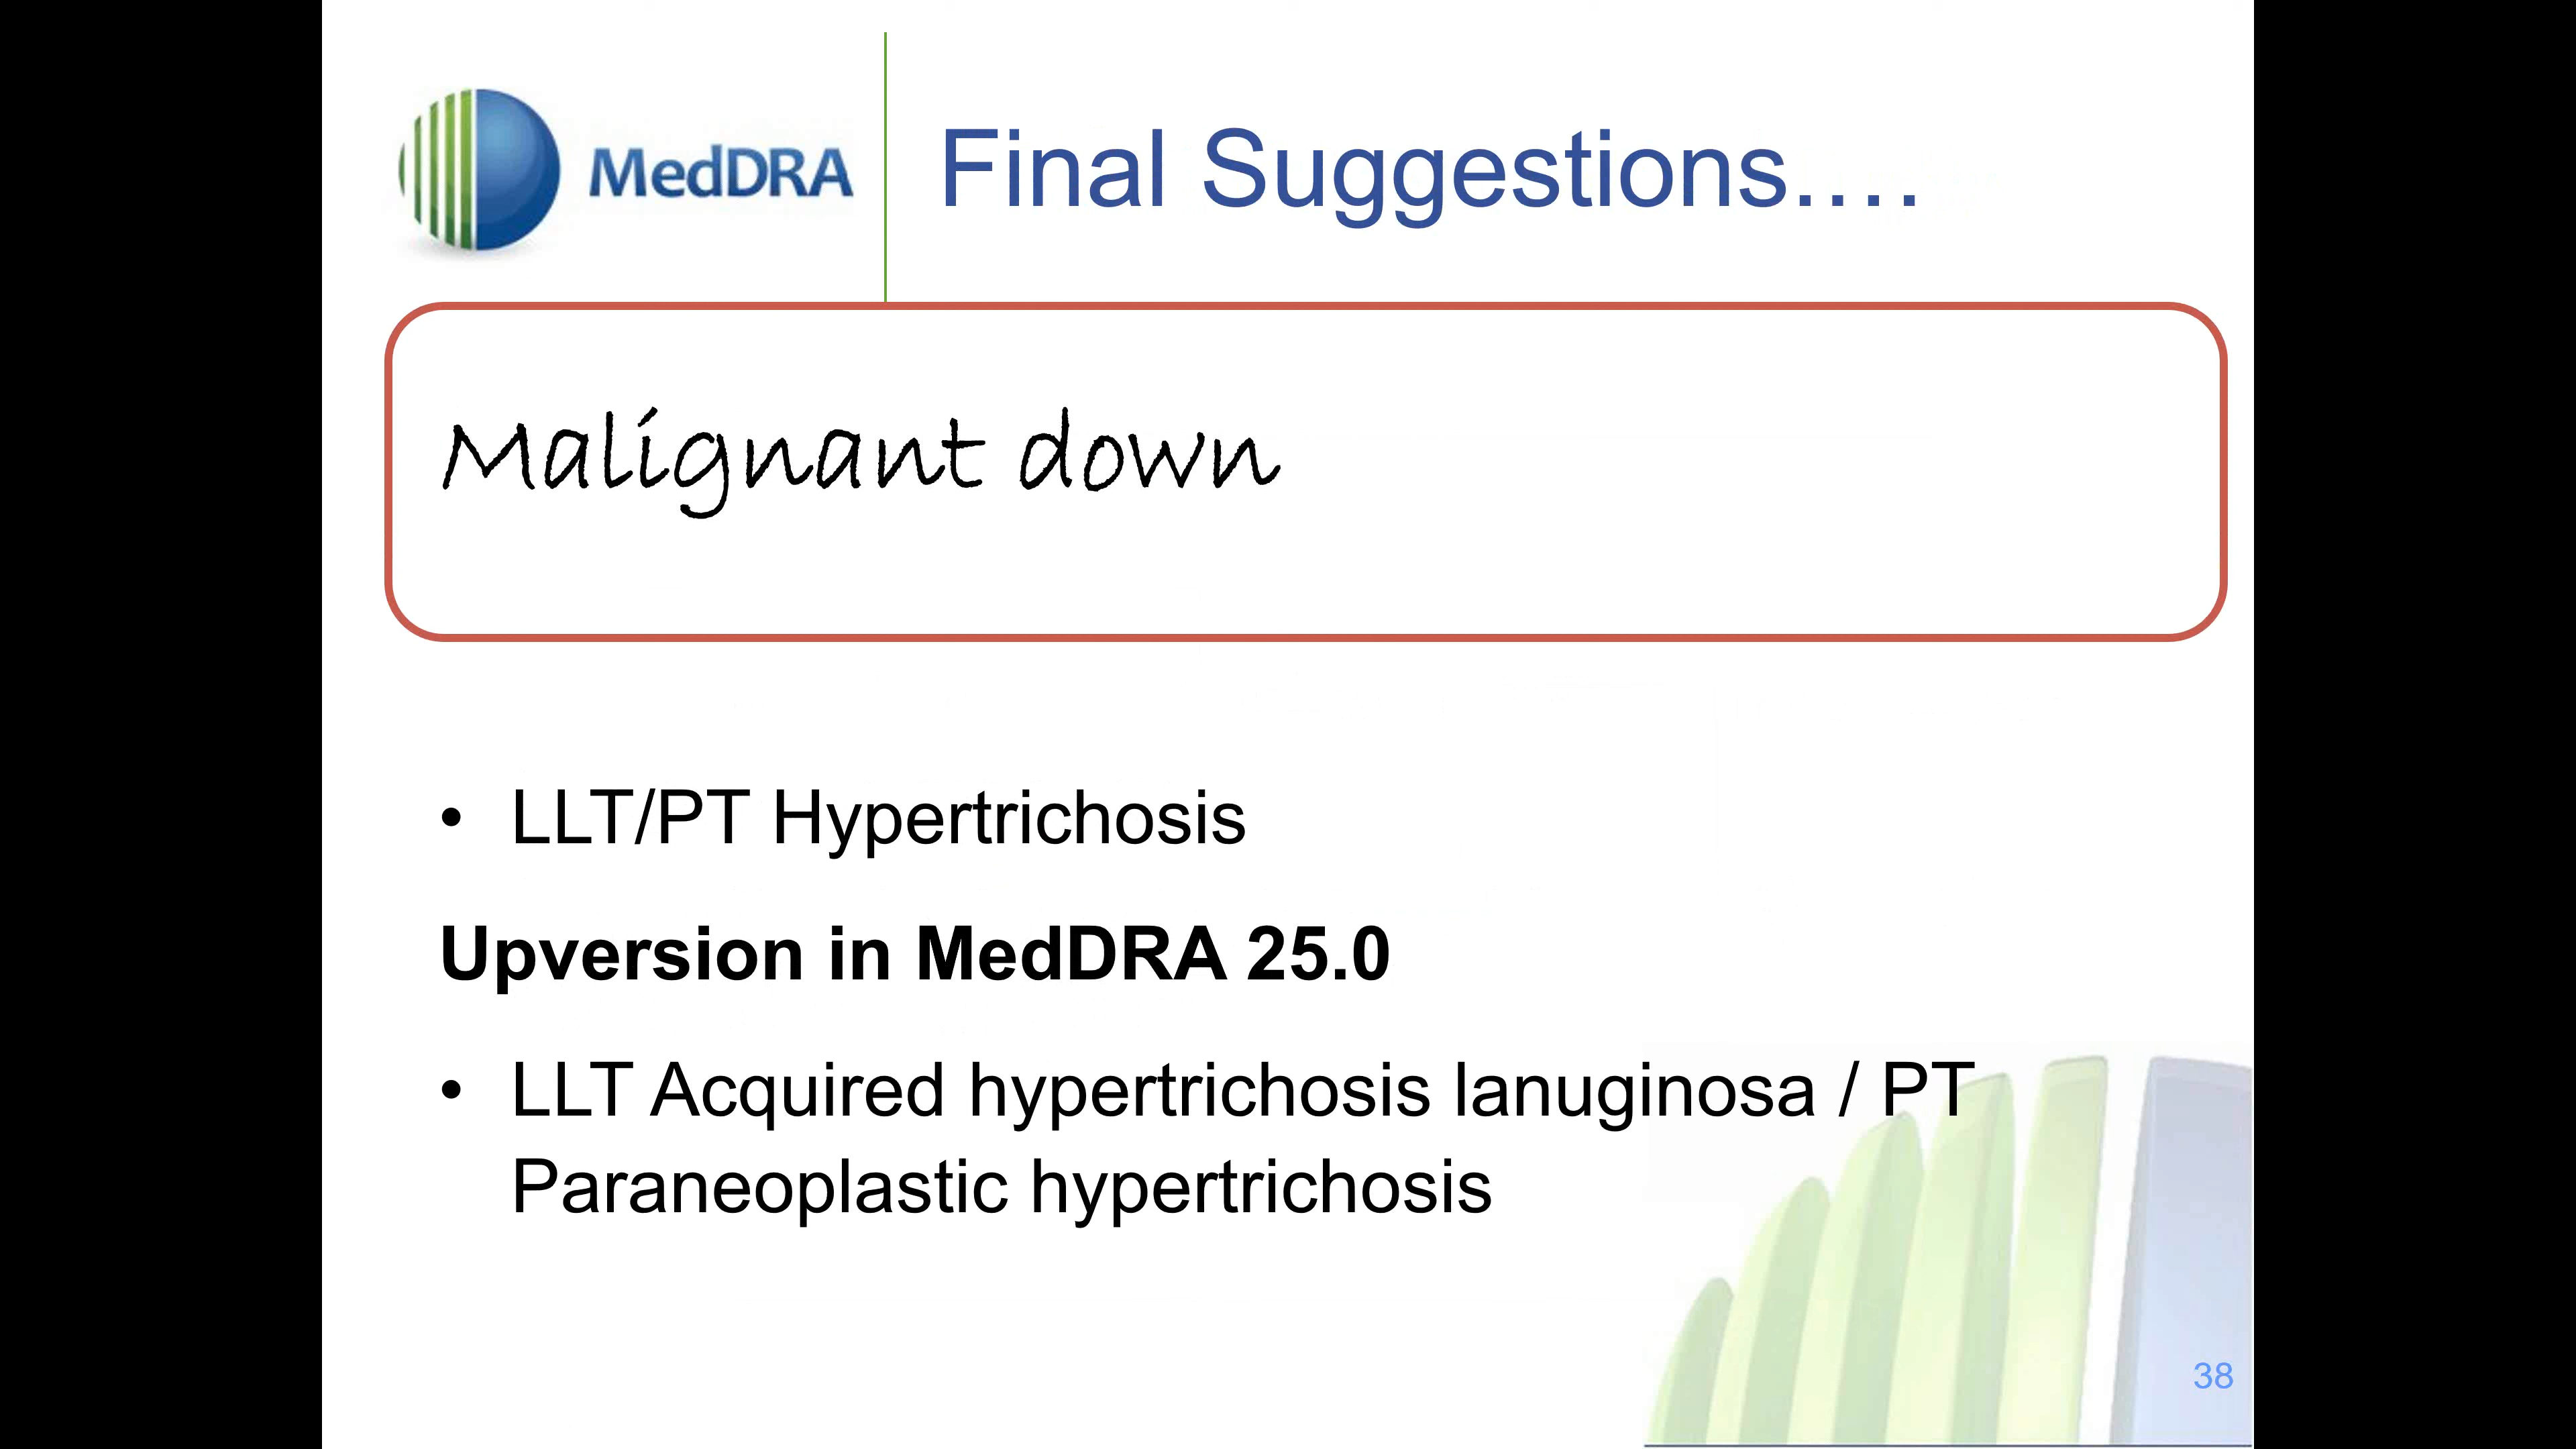 MedDRA
Final Suggestions....
Malignant down
• LLT/PT Hypertrichosis
Upversion in MedDRA 25.0
• LLT Acquired hypertrichosis lanuginosa / PT
Paraneoplastic hypertrichosis
38